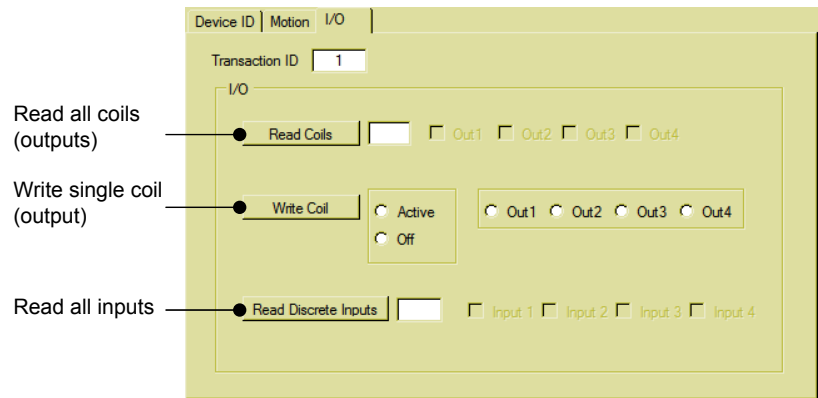 Device ID Motion I/O
Transaction ID 1
I/O
Read all coils
(outputs)
Read Coils Out1 Out2 Out3 Out4
Write single coil
(output)
Write Coil Active Out1 Out2 Out3 Out4
Off
Read all inputs Read Discrete Inputs Input 1 Input 2 Input 3 Input 4